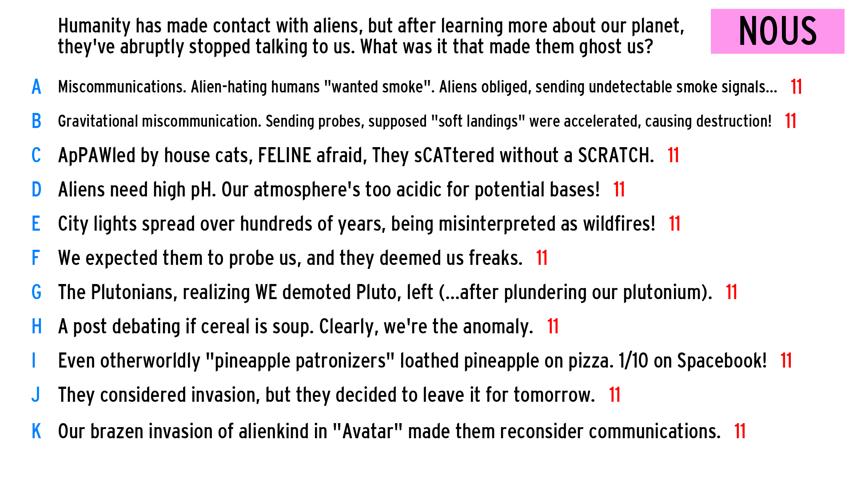 Humanity has made contact with aliens, but after learning more about our planet,
they've abruptly stopped talking to us. What was it that made them ghost us?
NOUS
A Miscommunications. Alien-hating humans "wanted smoke". Aliens obliged, sending undetectable smoke signals... 11
B Gravitational miscommunication. Sending probes, supposed "soft landings" were accelerated, causing destruction! 11
C ApPAWled by house cats, FELINE afraid, They sCATtered without a SCRATCH. 11
D Aliens need high pH. Our atmosphere's too acidic for potential bases! 11
E City lights spread over hundreds of years, being misinterpreted as wildfires! 11
F We expected them to probe us, and they deemed us freaks. 11
G The Plutonians, realizing WE demoted Pluto, left (...after plundering our plutonium). 11
H A post debating if cereal is soup. Clearly, we're the anomaly. 11
I Even otherworldly "pineapple patronizers" loathed pineapple on pizza. 1/10 on Spacebook! 11
J They considered invasion, but they decided to leave it for tomorrow. 11
K Our brazen invasion of alienkind in "Avatar" made them reconsider communications. 11